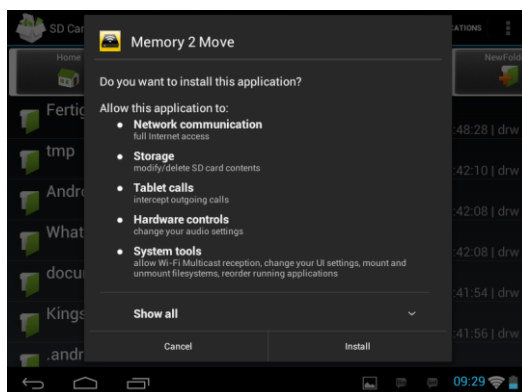 SD Car
CATIONS
Memory 2 Move
Home
NewFold
Do you want to install this application?
Allow this application to:
Fertig
● Network communication
full Internet access
:48:28 | drw
● Storage
modify/delete SD card contents
tmp
:42:10 | drw
● Tablet calls
intercept outgoing calls
Andro
:42:08 | drw
● Hardware controls
change your audio settings
What
:42:08 | drw
● System tools
allow Wi-Fi Multicast reception, change your UI settings, mount and
unmount filesystems, reorder running applications
docu
:41:54 | drw
Kings
Show all
:41:56 | drw
.andr
Cancel
Install
09:29